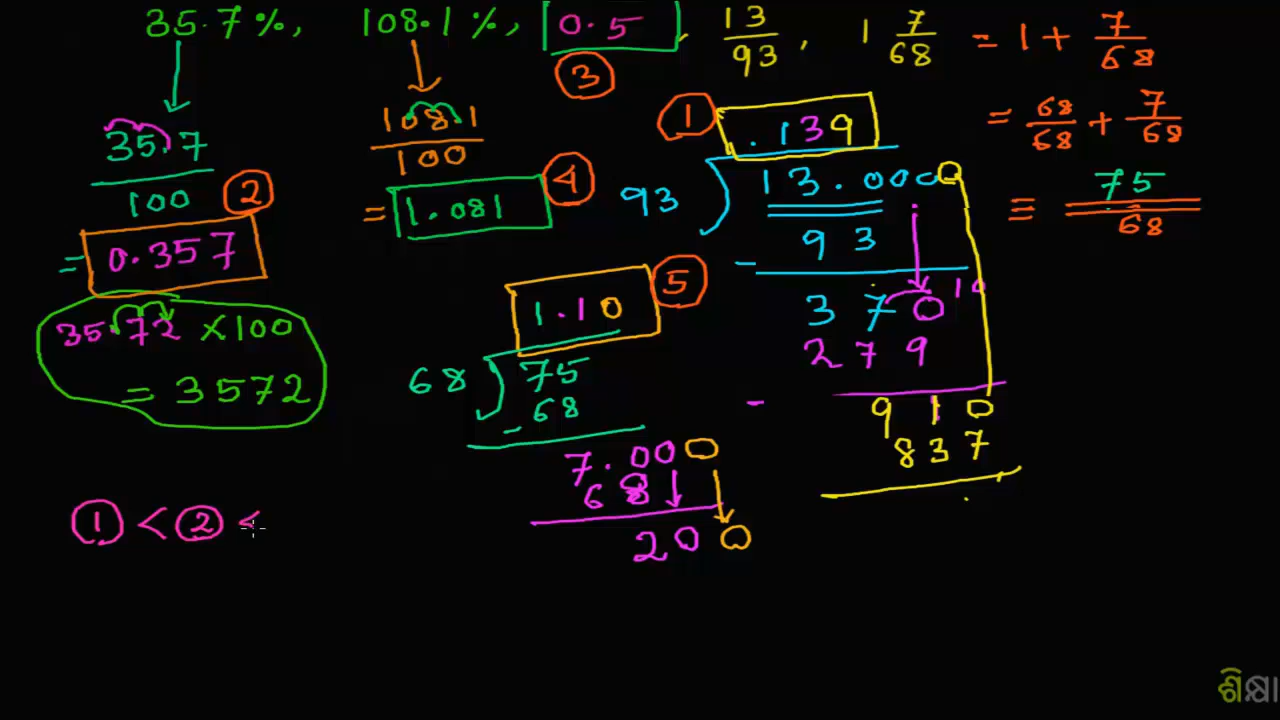 35.7%, 108.1%, 0.5, 13/93, 1 7/68 = 1 + 7/68
③
35.7/100 ②
= 0.357
108.1/100
= 1.081 ④
① .139
93 ) 13.0000
- 93
370 10
279
-
910
837
= 68/68 + 7/68
= 75/68
35.72 × 100
= 3572
1.10 ⑤
68 ) 75
- 68
7.000
68
200
① < ② <
ଶିକ୍ଷା